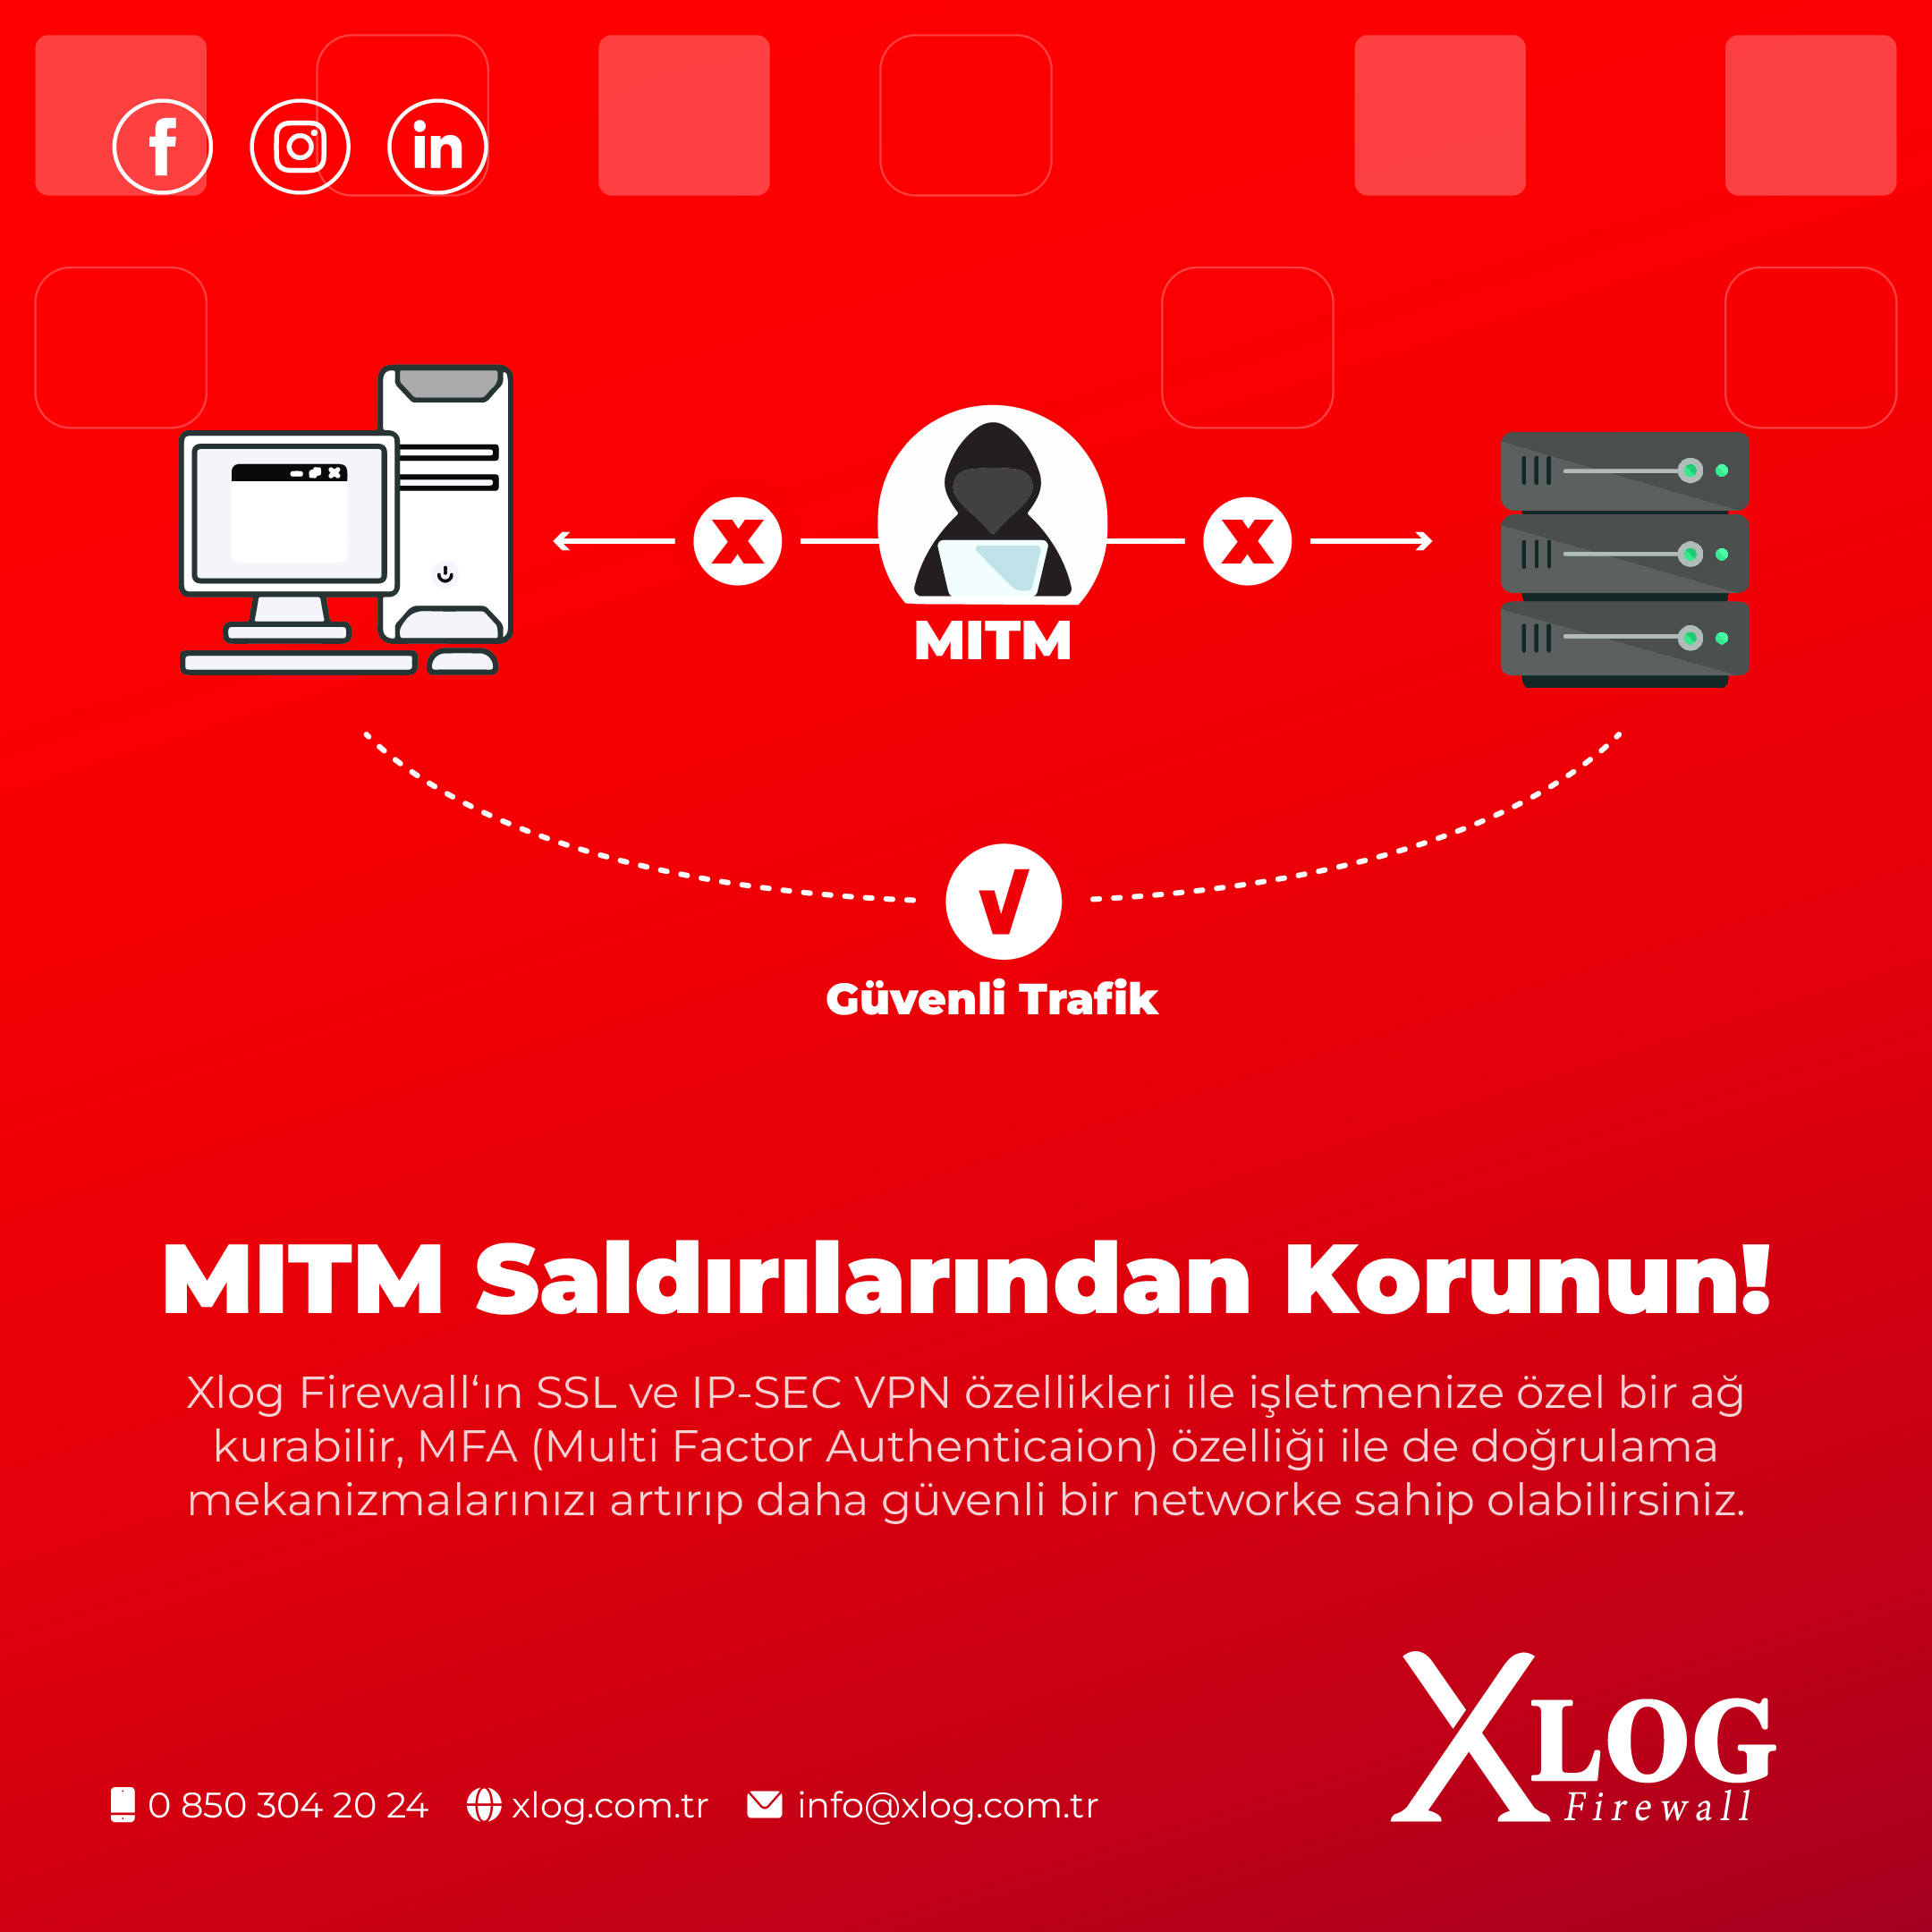 MITM
Güvenli Trafik
MITM Saldırılarından Korunun!
Xlog Firewall‘ın SSL ve IP-SEC VPN özellikleri ile işletmenize özel bir ağ
kurabilir, MFA (Multi Factor Authenticaion) özelliği ile de doğrulama
mekanizmalarınızı artırıp daha güvenli bir networke sahip olabilirsiniz.
XLOG
Firewall
0 850 304 20 24 xlog.com.tr info@xlog.com.tr